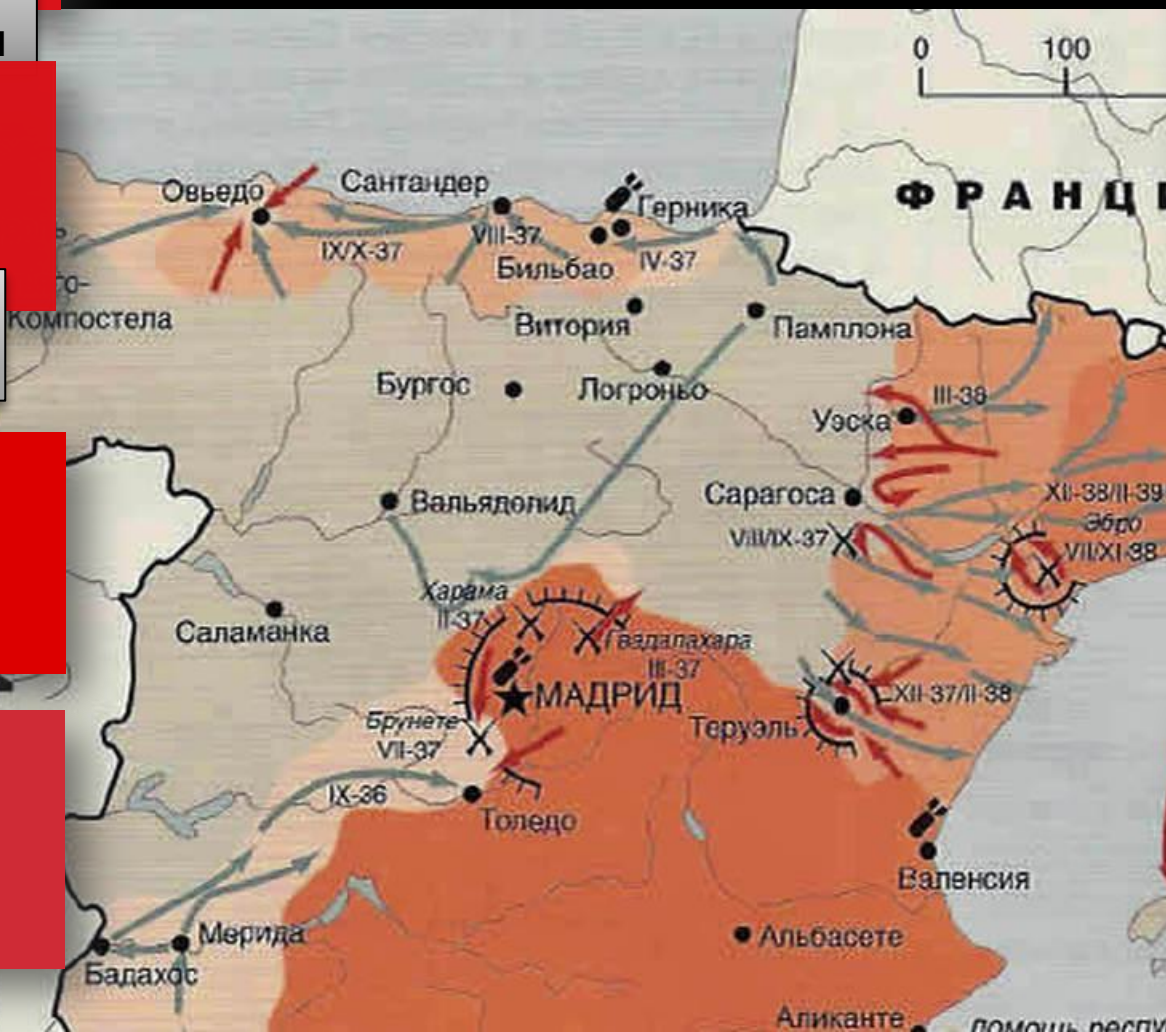 0 100
ФРАНЦ
Овьедо
Сантандер
Герника
VIII-37
IX/X-37
Бильбао
IV-37
Компостела
Витория
Памплона
Бургос
Логроньо
III-38
Уэска
Вальядолид
Сарагоса
XII-38/II-39
Эбро
VIII/IX-37
VII/XI-38
Харама
II-37
Саламанка
Гвадалахара
III-37
МАДРИД
XII-37/II-38
Брунете
VII-37
Теруэль
IX-36
Толедо
Валенсия
Мерида
Альбасете
Бадахос
Аликанте
помощь респу